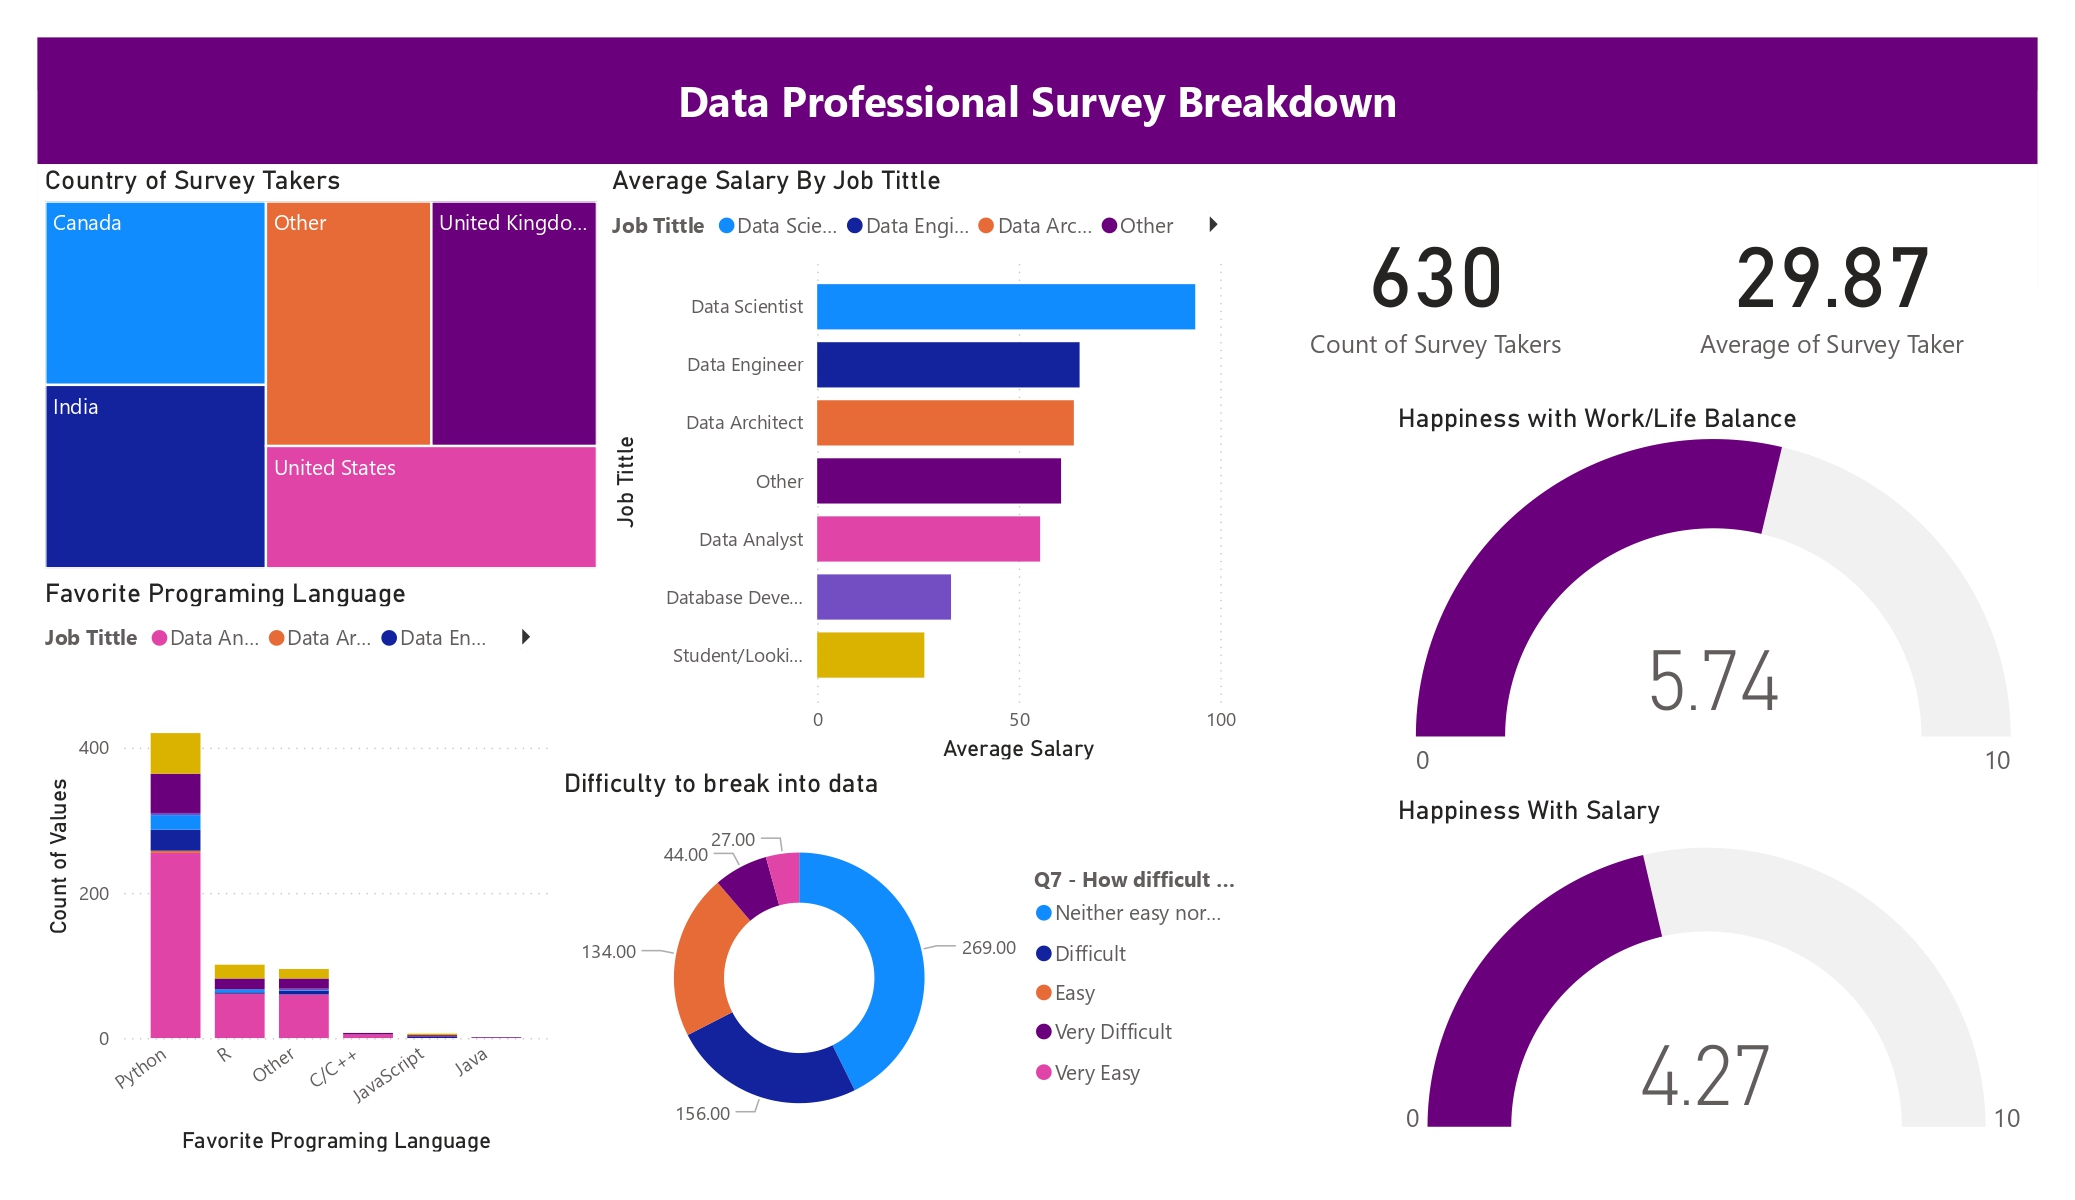 Data Professional Survey Breakdown
Country of Survey Takers
Canada
Other
United Kingdo...
India
United States
Average Salary By Job Tittle
Job Tittle Data Scie... Data Engi... Data Arc... Other
Job Tittle
Data Scientist
Data Engineer
Data Architect
Other
Data Analyst
Database Deve...
Student/Looki...
0 50 100
Average Salary
630
Count of Survey Takers
29.87
Average of Survey Taker
Happiness with Work/Life Balance
5.74
0 10
Favorite Programing Language
Job Tittle Data An... Data Ar... Data En...
Count of Values
400
200
0
Python R Other C/C++ JavaScript Java
Favorite Programing Language
Difficulty to break into data
27.00
44.00
134.00
269.00
156.00
Q7 - How difficult ...
Neither easy nor...
Difficult
Easy
Very Difficult
Very Easy
Happiness With Salary
4.27
0 10